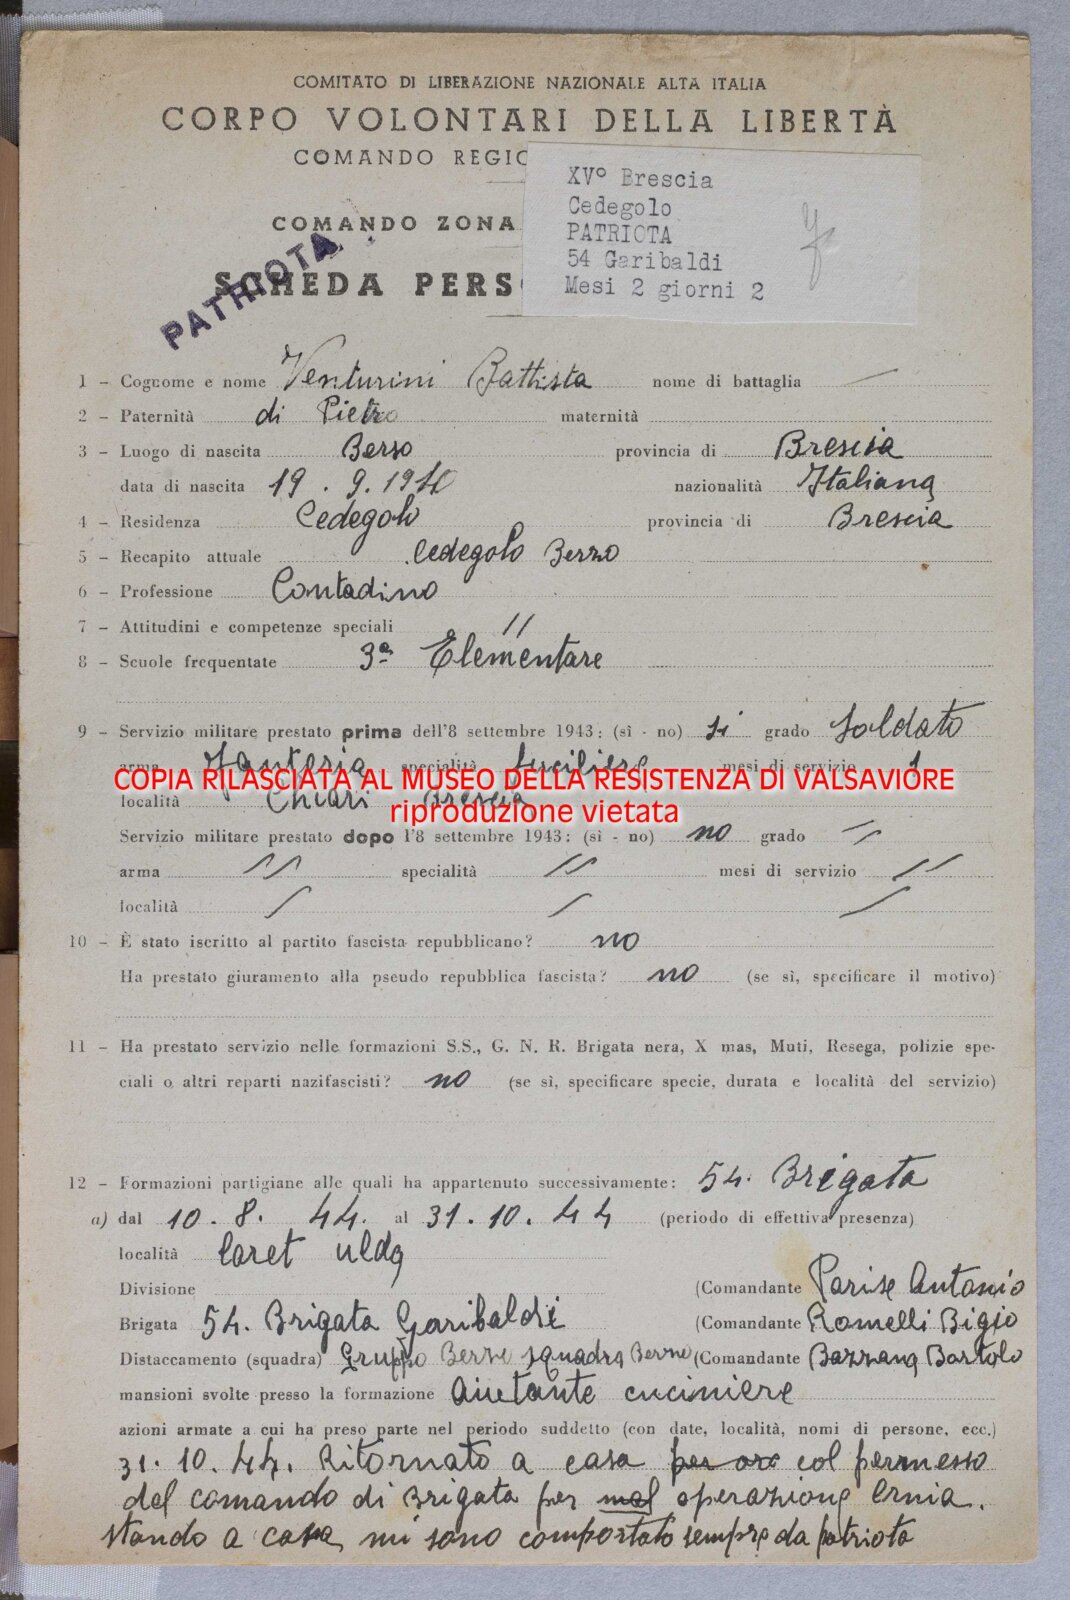 COMITATO DI LIBERAZIONE NAZIONALE ALTA ITALIA
CORPO VOLONTARI DELLA LIBERTÀ
COMANDO REGIO
XV° Brescia
Cedegolo
PATRIOTA
54 Garibaldi
Mesi 2 giorni 2
COMANDO ZONA
PATRIOTA
SCHEDA PERS
1 - Cognome e nome Venturini Battista nome di battaglia —
2 - Paternità di Pietro maternità
3 - Luogo di nascita Berso provincia di Brescia
data di nascita 19.9.19 nazionalità Italiana
4 - Residenza Cedegolo provincia di Brescia
5 - Recapito attuale Cedegolo Berzo
6 - Professione Contadino
7 - Attitudini e competenze speciali //
8 - Scuole frequentate 3ª Elementare
9 - Servizio militare prestato prima dell'8 settembre 1943: (sì - no) si grado Soldato
arma Fanteria specialità fuciliere mesi di servizio 1
COPIA RILASCIATA AL MUSEO DELLA RESISTENZA DI VALSAVIORE
località Chiari Brescia
riproduzione vietata
Servizio militare prestato dopo l'8 settembre 1943: (sì - no) no grado //
arma // specialità // mesi di servizio //
località / / /
10 - È stato iscritto al partito fascista repubblicano? no
Ha prestato giuramento alla pseudo repubblica fascista? no (se sì, specificare il motivo)
11 - Ha prestato servizio nelle formazioni S.S., G. N. R. Brigata nera, X mas, Muti, Resega, polizie spe-
ciali o altri reparti nazifascisti? no (se sì, specificare specie, durata e località del servizio)
12 - Formazioni partigiane alle quali ha appartenuto successivamente: 54. Brigata
a) dal 10.8. 44. al 31.10.44 (periodo di effettiva presenza)
località
Divisione (Comandante Parise Antonio
Brigata 54. Brigata Garibaldi (Comandante Romelli Bigio
Distaccamento (squadra) Gruppo squadra (Comandante Bazzana Bortolo
mansioni svolte presso la formazione Aiutante cuciniere
azioni armate a cui ha preso parte nel periodo suddetto (con date, località, nomi di persone, ecc.)
31.10.44. Ritornato a casa per col permesso
del comando di Brigata per operazione ernia.
stando a casa mi sono comportato sempre da patriota